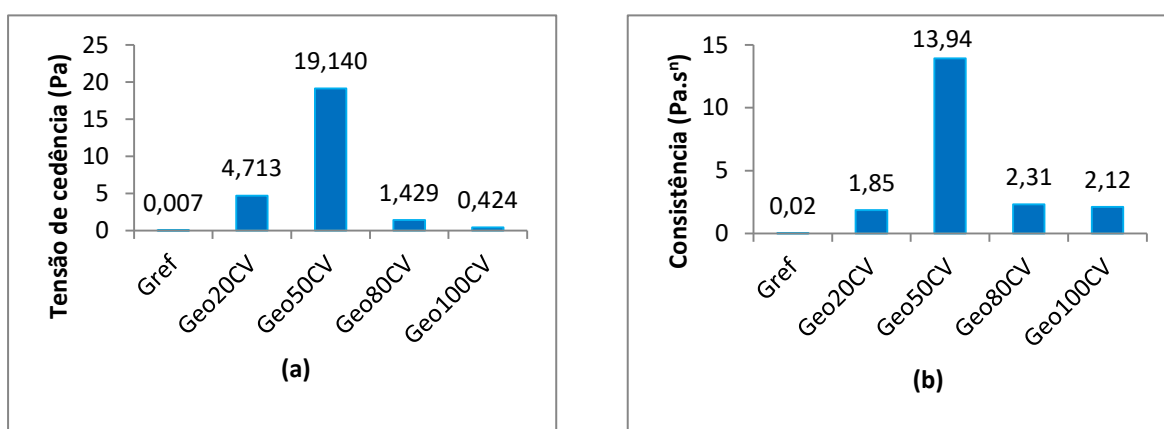 Tensão de cedência (Pa)
25
20
15
10
5
0
0,007
4,713
19,140
1,429
0,424
Gref
Geo20CV
Geo50CV
Geo80CV
Geo100CV
(a)
Consistência (Pa.sⁿ)
15
10
5
0
0,02
1,85
13,94
2,31
2,12
Gref
Geo20CV
Geo50CV
Geo80CV
Geo100CV
(b)